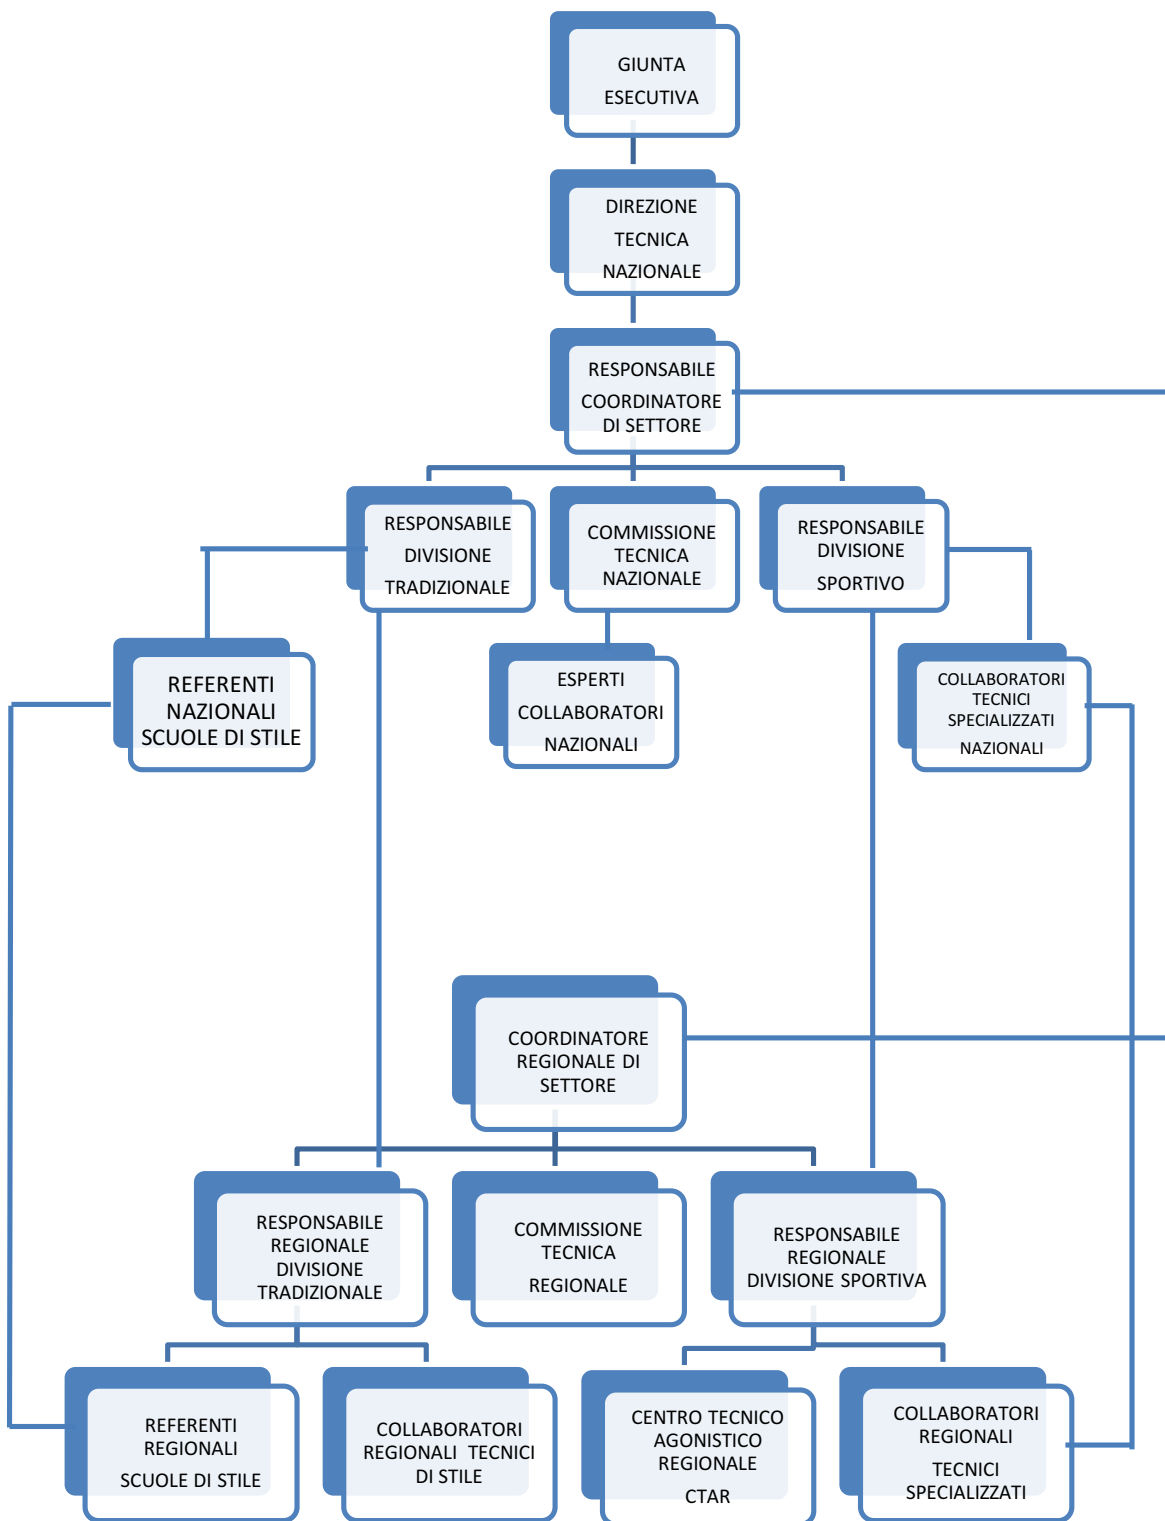 GIUNTA
ESECUTIVA
DIREZIONE
TECNICA
NAZIONALE
RESPONSABILE
COORDINATORE
DI SETTORE
RESPONSABILE
DIVISIONE
TRADIZIONALE
COMMISSIONE
TECNICA
NAZIONALE
RESPONSABILE
DIVISIONE
SPORTIVO
REFERENTI
NAZIONALI
SCUOLE DI STILE
ESPERTI
COLLABORATORI
NAZIONALI
COLLABORATORI
TECNICI
SPECIALIZZATI
NAZIONALI
COORDINATORE
REGIONALE DI
SETTORE
RESPONSABILE
REGIONALE
DIVISIONE
TRADIZIONALE
COMMISSIONE
TECNICA
REGIONALE
RESPONSABILE
REGIONALE
DIVISIONE SPORTIVA
REFERENTI
REGIONALI
SCUOLE DI STILE
COLLABORATORI
REGIONALI TECNICI
DI STILE
CENTRO TECNICO
AGONISTICO
REGIONALE
CTAR
COLLABORATORI
REGIONALI
TECNICI
SPECIALIZZATI